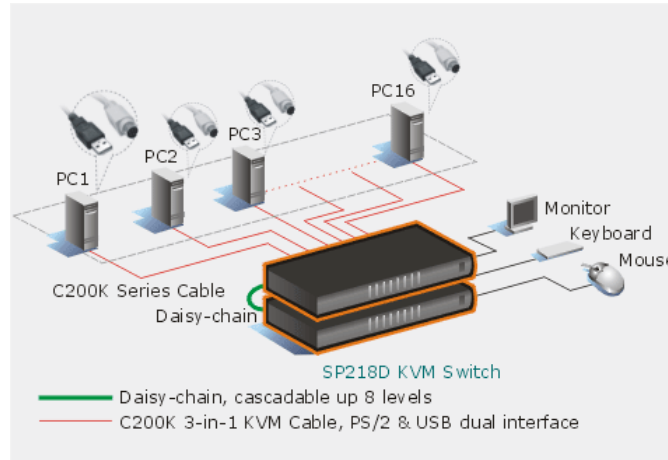 PC16
PC3
PC2
PC1
Monitor
Keyboard
Mouse
C200K Series Cable
Daisy-chain
SP218D KVM Switch
Daisy-chain, cascadable up 8 levels
C200K 3-in-1 KVM Cable, PS/2 & USB dual interface